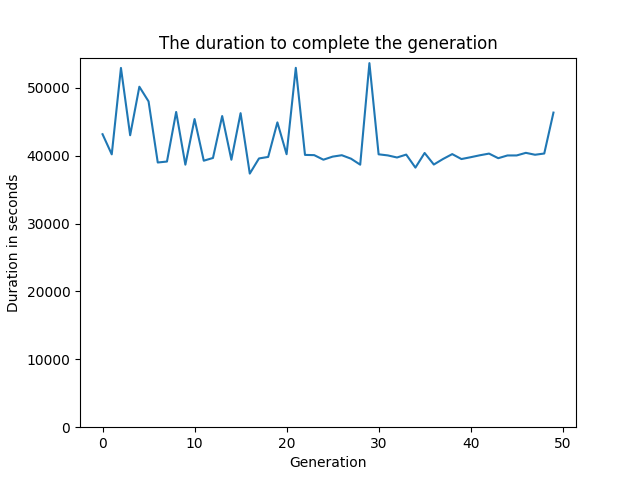 The duration to complete the generation
50000
40000
30000
20000
10000
0
Duration in seconds
0 10 20 30 40 50
Generation